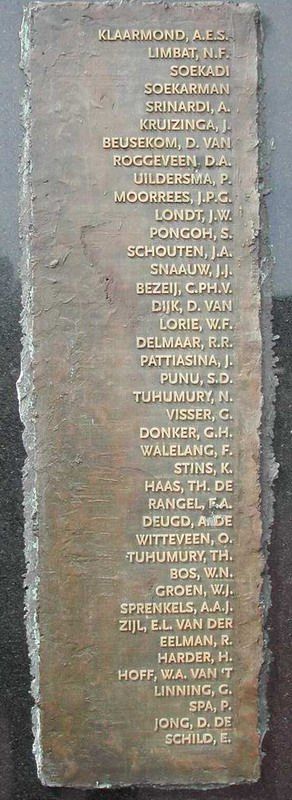 KLAARMOND, A.E.S.
LIMBAT, N.F.
SOEKADI
SOEKARMAN
SRINARDI, A.
KRUIZINGA, J.
BEUSEKOM, D. VAN
ROGGEVEEN, D.A.
UILDERSMA, P.
MOORREES, J.P.G.
LONDT, J.W.
PONGOH, S.
SCHOUTEN, J.A.
SNAAUW, J.J.
BEZEIJ, C.PH.V.
DIJK, D. VAN
LORIE, W.F.
DELMAAR, R.R.
PATTIASINA, J.
PUNU, S.D.
TUHUMURY, N.
VISSER, G.
DONKER, G.H.
WALELANG, F.
STINS, K.
HAAS, TH. DE
RANGEL, F.A.
DEUGD, A. DE
WITTEVEEN, O.
TUHUMURY, TH.
BOS, W.N.
GROEN, W.J.
SPRENKELS, A.A.J.
ZIJL, E.L. VAN DER
EELMAN, R.
HARDER, H.
HOFF, W.A. VAN 'T
LINNING, G.
SPA, P.
JONG, D. DE
SCHILD, E.